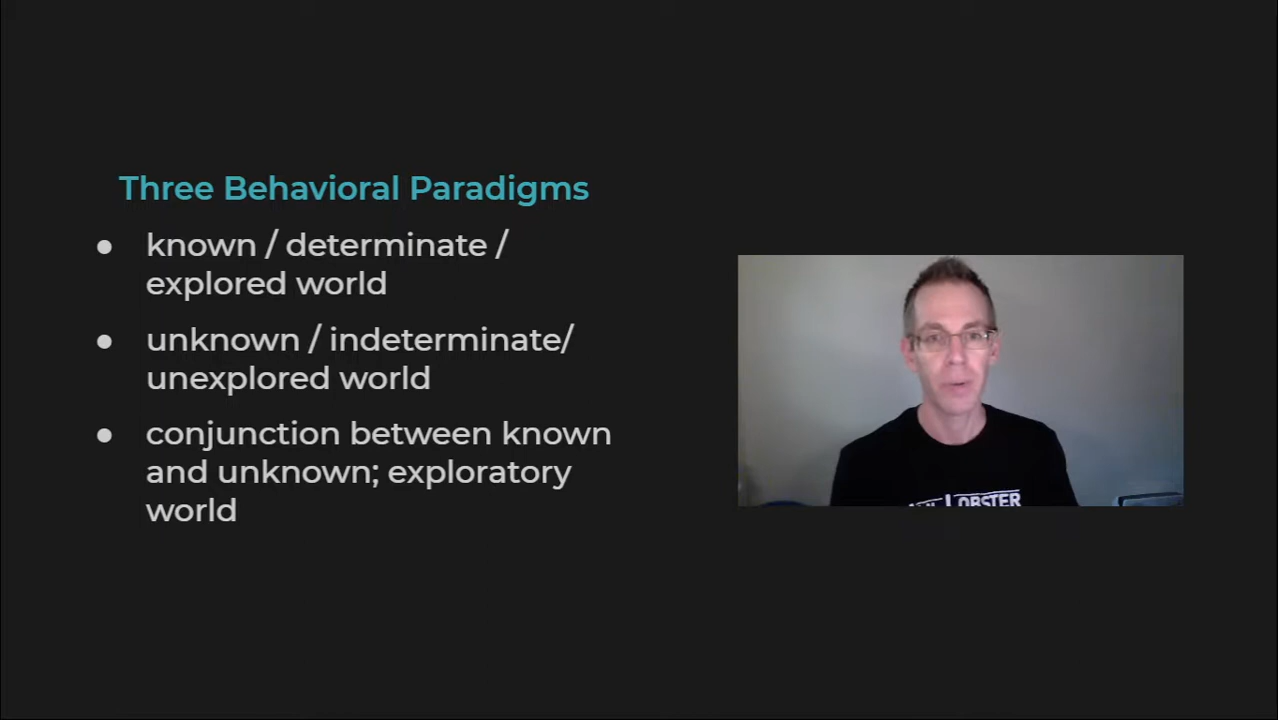 Three Behavioral Paradigms
● known / determinate /
explored world
● unknown / indeterminate/
unexplored world
● conjunction between known
and unknown; exploratory
world
LOBSTER